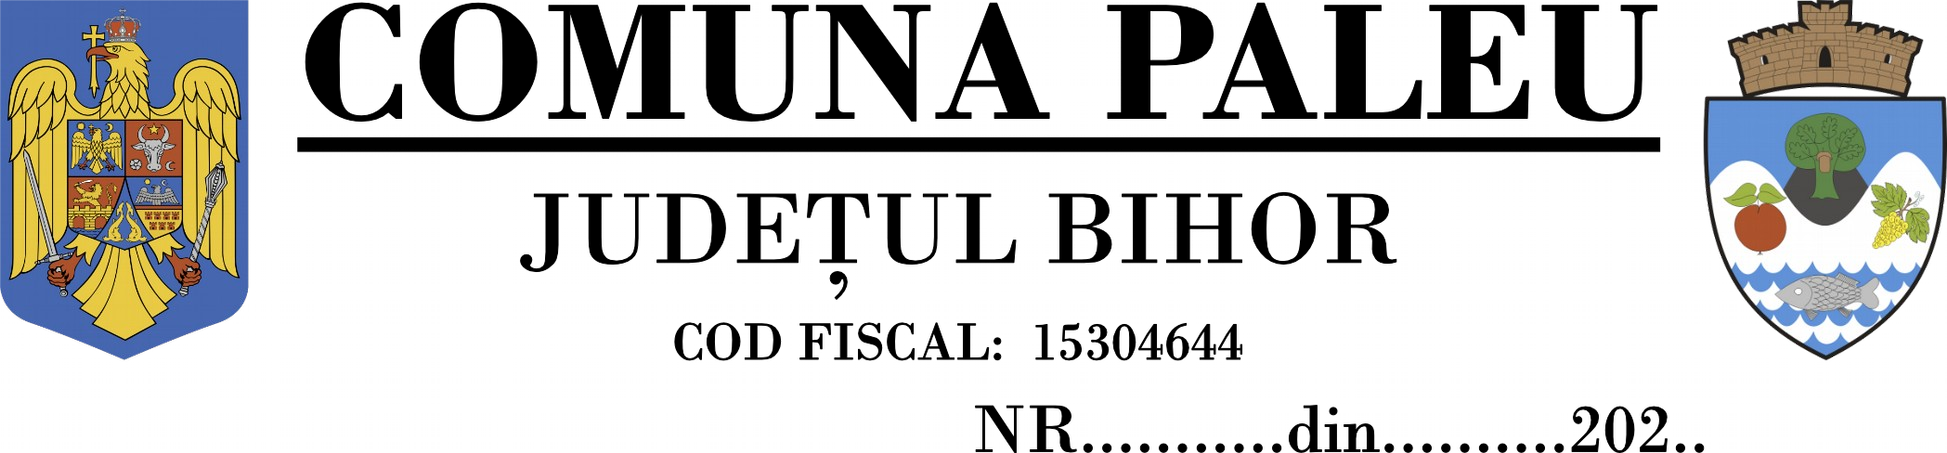 COMUNA PALEU
JUDEȚUL BIHOR
COD FISCAL: 15304644
NR...........din..........202..